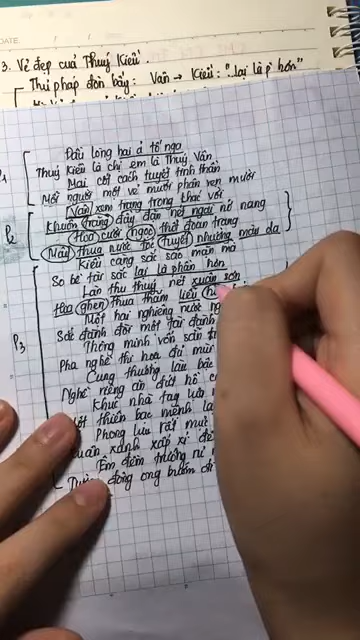 DATE
3. Vẻ đẹp của Thuý Kiều.
Thủ pháp đòn bẩy: Vân → Kiều: "..lại là p hơn"
P1
Đầu lòng hai ả tố nga
Thuý Kiều là chị em là Thuý Vân
Mai cốt cách tuyết tinh thần
Mỗi người một vẻ mười phân vẹn mười
P2
Vân xem trang trọng khác vời
Khuôn trăng đầy đặn nét ngài nở nang
Hoa cười ngọc thốt đoan trang
Mây thua nước tóc tuyết nhường màu da
P3
Kiều càng sắc sảo mặn mà
So bề tài sắc lại là phần hơn
Làn thu thuỷ nét xuân sơn
Hoa ghen thua thắm liễu
Một hai nghiêng nước
Sắc đành đòi một tài đành
Thông minh vốn sẵn
Pha nghề thi hoạ đủ
Cung thương lầu bậc
Nghề riêng ăn đứt hồ
Khúc nhà tay lựa
Một thiên bạc mệnh lại
Phong lưu rất mực
xuân xanh xấp xỉ
Êm đềm trướng rủ
đông ong bướm đi